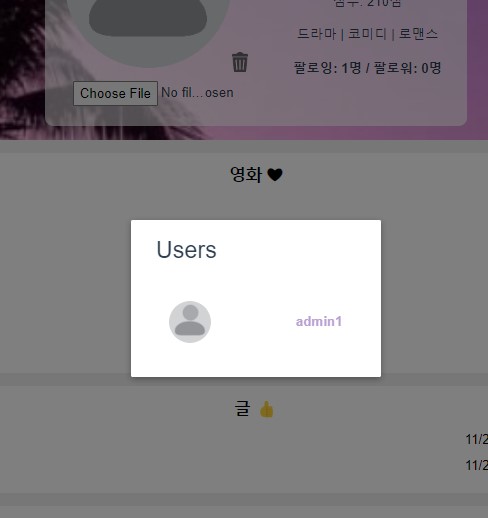 점수: 210점
드라마 | 코미디 | 로맨스
팔로잉: 1명 / 팔로워: 0명
Choose File No fil...osen
영화 🖤
Users
admin1
글 👍
11/2
11/2